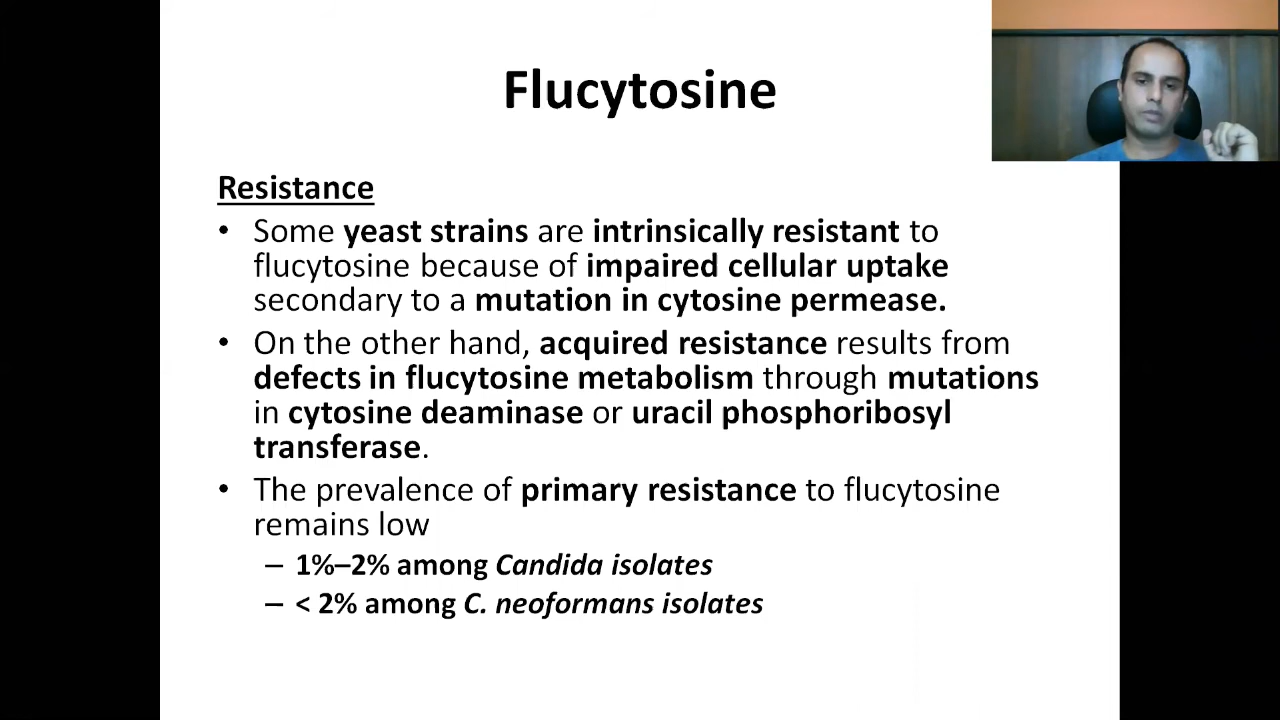 Flucytosine
Resistance
• Some yeast strains are intrinsically resistant to
flucytosine because of impaired cellular uptake
secondary to a mutation in cytosine permease.
• On the other hand, acquired resistance results from
defects in flucytosine metabolism through mutations
in cytosine deaminase or uracil phosphoribosyl
transferase.
• The prevalence of primary resistance to flucytosine
remains low
– 1%–2% among Candida isolates
– < 2% among C. neoformans isolates